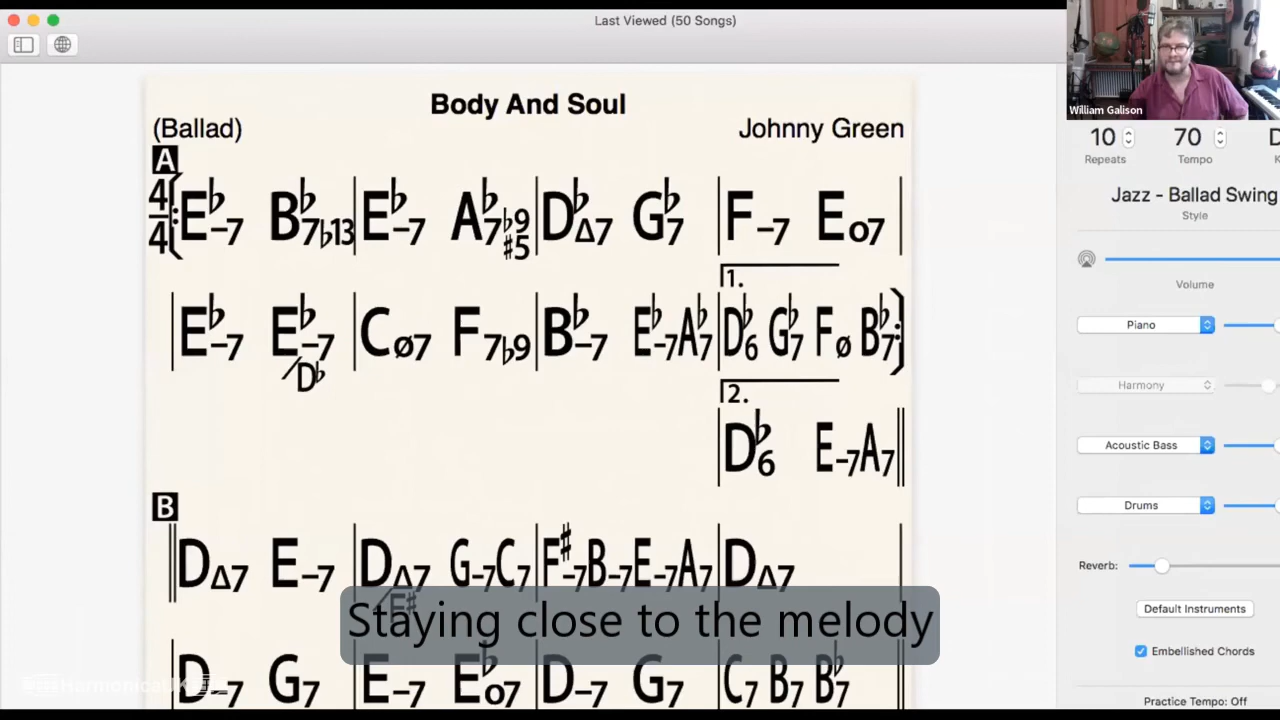 Last Viewed (50 Songs)
William Galison
Body And Soul
(Ballad)
Johnny Green
A
4/4 E♭–7 B♭7♭13 | E♭–7 A♭7♭9♯5 | D♭Δ7 G♭7 | F–7 Eo7 |
1.
| E♭–7 E♭–7/D♭ | Cø7 F7♭9 | B♭–7 E♭–7 A♭7 | D♭6 G♭7 Fø B♭7
2.
| D♭6 E–7 A7 ||
B
|| DΔ7 E–7 | DΔ7/F♯ G–7 C7 | F♯–7 B–7 E–7 A7 | DΔ7 |
| D–7 G7 | E–7 E♭o7 | D–7 G7 | C7 B7 B♭7
Staying close to the melody
10
Repeats
70
Tempo
D
Jazz - Ballad Swing
Style
Volume
Piano
Harmony
Acoustic Bass
Drums
Reverb:
Default Instruments
Embellished Chords
Practice Tempo: Off
HarmonicaUK